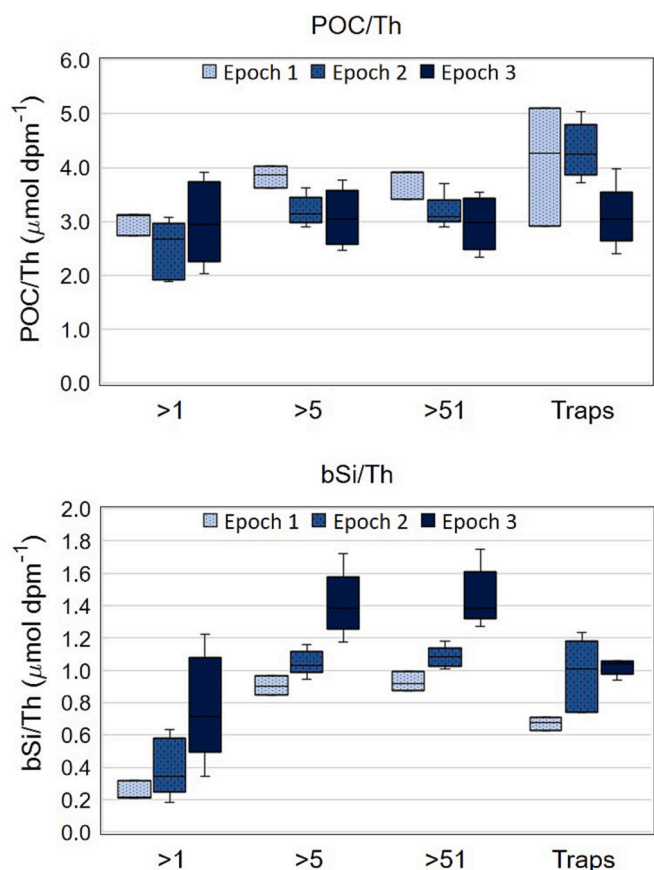 POC/Th
POC/Th (μmol dpm⁻¹)
6.0
5.0
4.0
3.0
2.0
1.0
0.0
Epoch 1 Epoch 2 Epoch 3
>1 >5 >51 Traps
bSi/Th
bSi/Th (μmol dpm⁻¹)
2.0
1.8
1.6
1.4
1.2
1.0
0.8
0.6
0.4
0.2
0.0
Epoch 1 Epoch 2 Epoch 3
>1 >5 >51 Traps